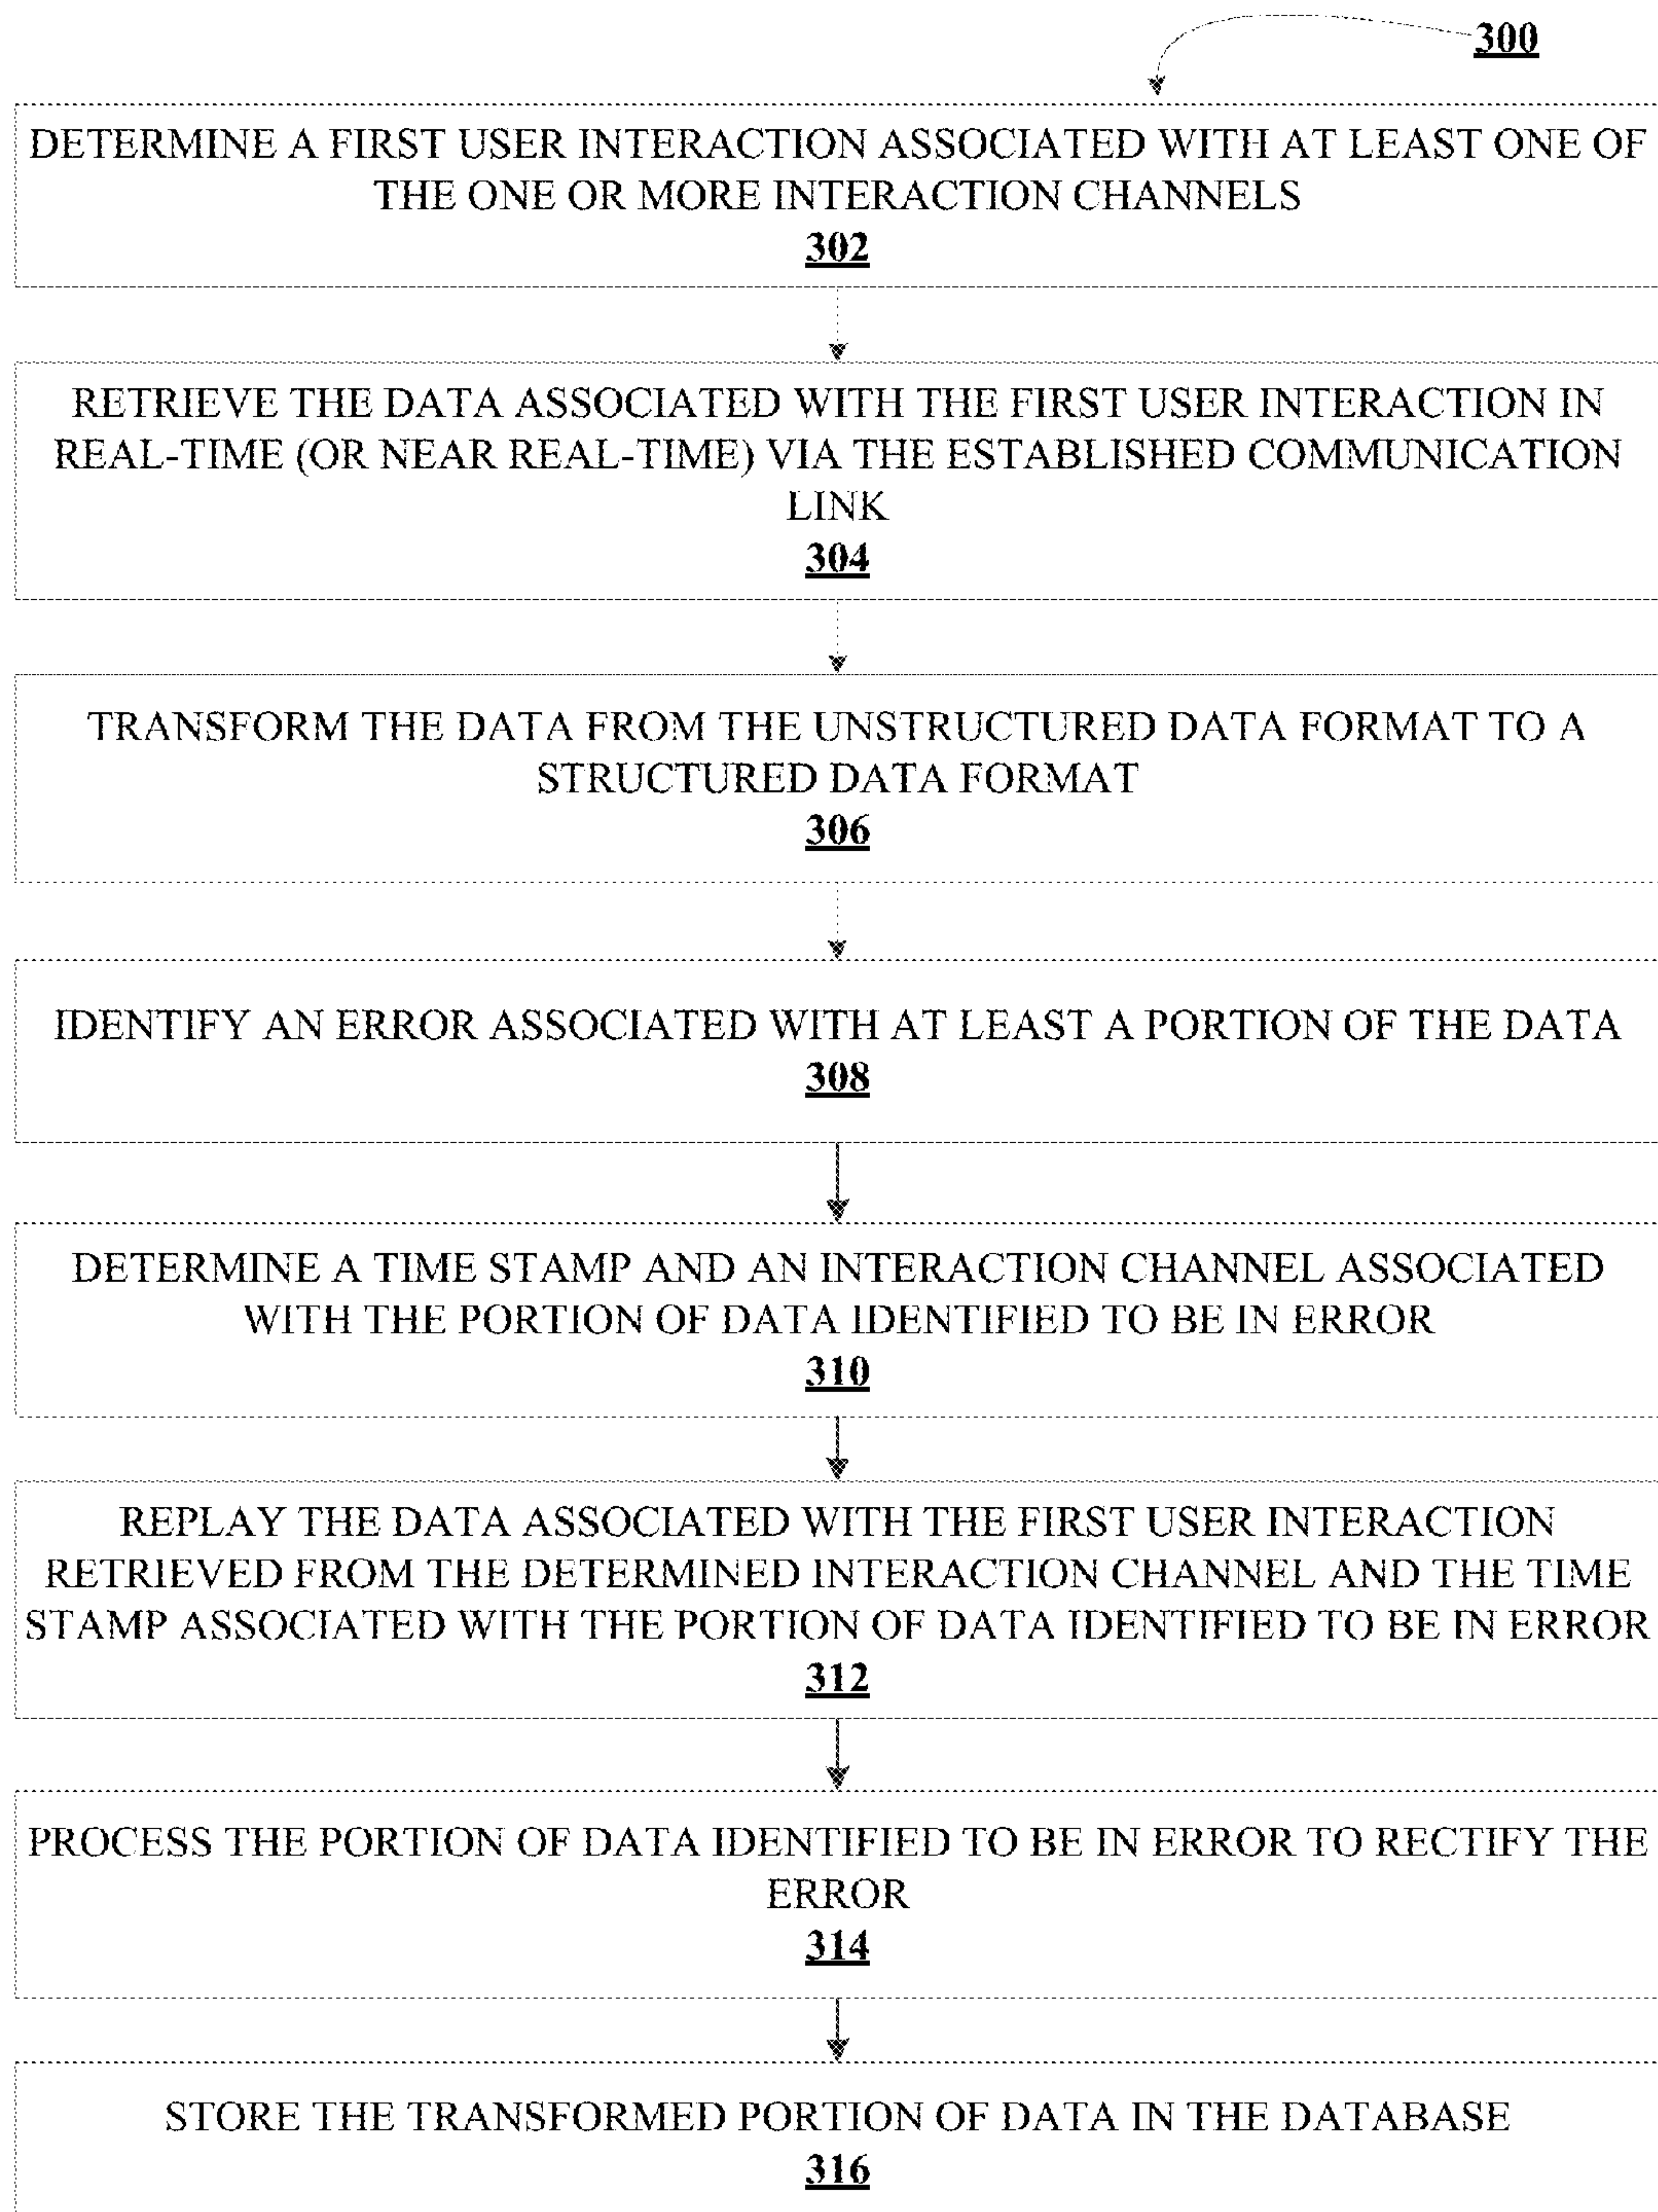 300
DETERMINE A FIRST USER INTERACTION ASSOCIATED WITH AT LEAST ONE OF
THE ONE OR MORE INTERACTION CHANNELS
302
RETRIEVE THE DATA ASSOCIATED WITH THE FIRST USER INTERACTION IN
REAL-TIME (OR NEAR REAL-TIME) VIA THE ESTABLISHED COMMUNICATION
LINK
304
TRANSFORM THE DATA FROM THE UNSTRUCTURED DATA FORMAT TO A
STRUCTURED DATA FORMAT
306
IDENTIFY AN ERROR ASSOCIATED WITH AT LEAST A PORTION OF THE DATA
308
DETERMINE A TIME STAMP AND AN INTERACTION CHANNEL ASSOCIATED
WITH THE PORTION OF DATA IDENTIFIED TO BE IN ERROR
310
REPLAY THE DATA ASSOCIATED WITH THE FIRST USER INTERACTION
RETRIEVED FROM THE DETERMINED INTERACTION CHANNEL AND THE TIME
STAMP ASSOCIATED WITH THE PORTION OF DATA IDENTIFIED TO BE IN ERROR
312
PROCESS THE PORTION OF DATA IDENTIFIED TO BE IN ERROR TO RECTIFY THE
ERROR
314
STORE THE TRANSFORMED PORTION OF DATA IN THE DATABASE
316